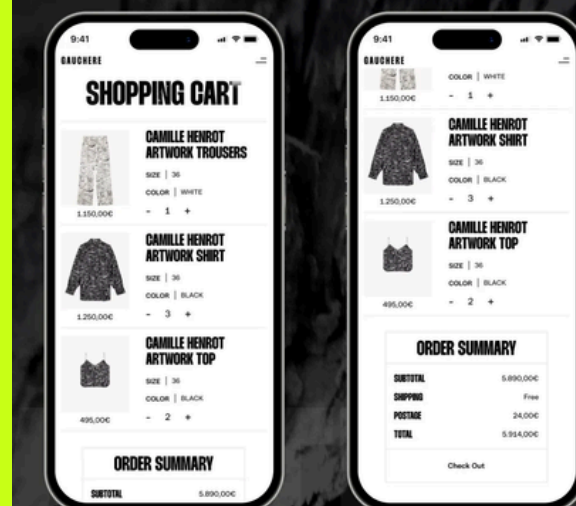 9:41
GAUCHERE
SHOPPING CART
CAMILLE HENROT
ARTWORK TROUSERS
SIZE | 36
COLOR | WHITE
1.150,00€
- 1 +
CAMILLE HENROT
ARTWORK SHIRT
SIZE | 36
COLOR | BLACK
1.250,00€
- 3 +
CAMILLE HENROT
ARTWORK TOP
SIZE | 36
COLOR | BLACK
495,00€
- 2 +
ORDER SUMMARY
SUBTOTAL 5.890,00€
9:41
GAUCHERE
COLOR | WHITE
1.150,00€
- 1 +
CAMILLE HENROT
ARTWORK SHIRT
SIZE | 36
COLOR | BLACK
1.250,00€
- 3 +
CAMILLE HENROT
ARTWORK TOP
SIZE | 36
COLOR | BLACK
495,00€
- 2 +
ORDER SUMMARY
SUBTOTAL 5.890,00€
SHIPPING Free
POSTAGE 24,00€
TOTAL 5.914,00€
Check Out